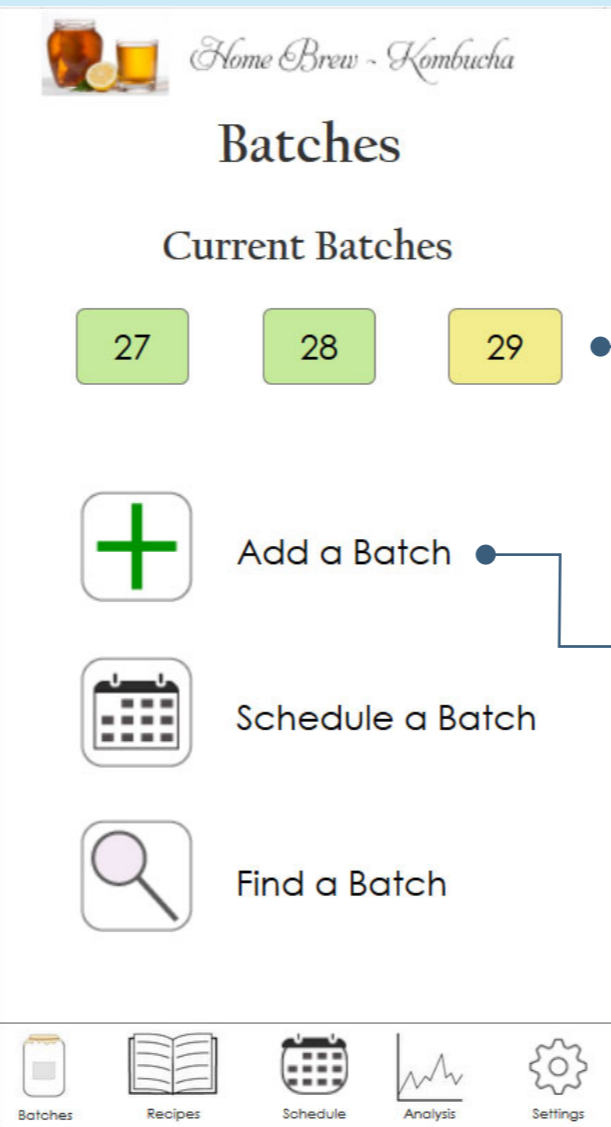 Home Brew ~ Kombucha
Batches
Current Batches
27 28 29
Add a Batch
Schedule a Batch
Find a Batch
Batches Recipes Schedule Analysis Settings